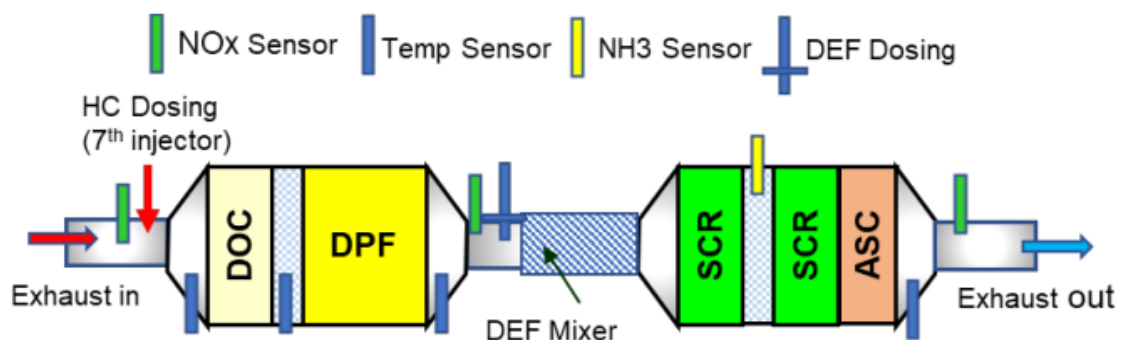 NOx Sensor
Temp Sensor
NH3 Sensor
DEF Dosing
HC Dosing
(7th injector)
DOC
DPF
SCR
SCR
ASC
Exhaust in
DEF Mixer
Exhaust out